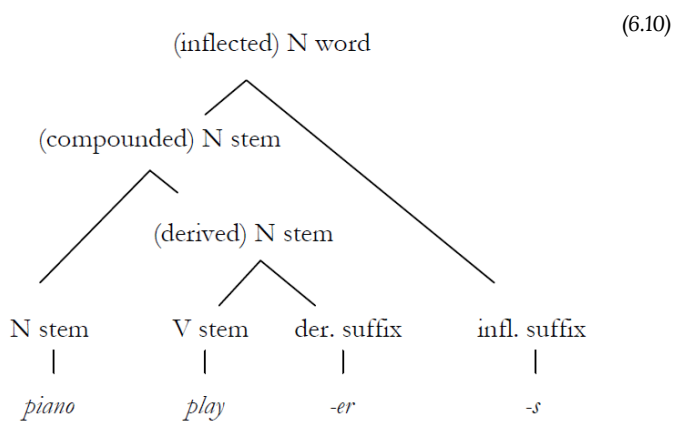 (6.10)
(inflected) N word
(compounded) N stem
(derived) N stem
N stem V stem der. suffix infl. suffix
piano play -er -s